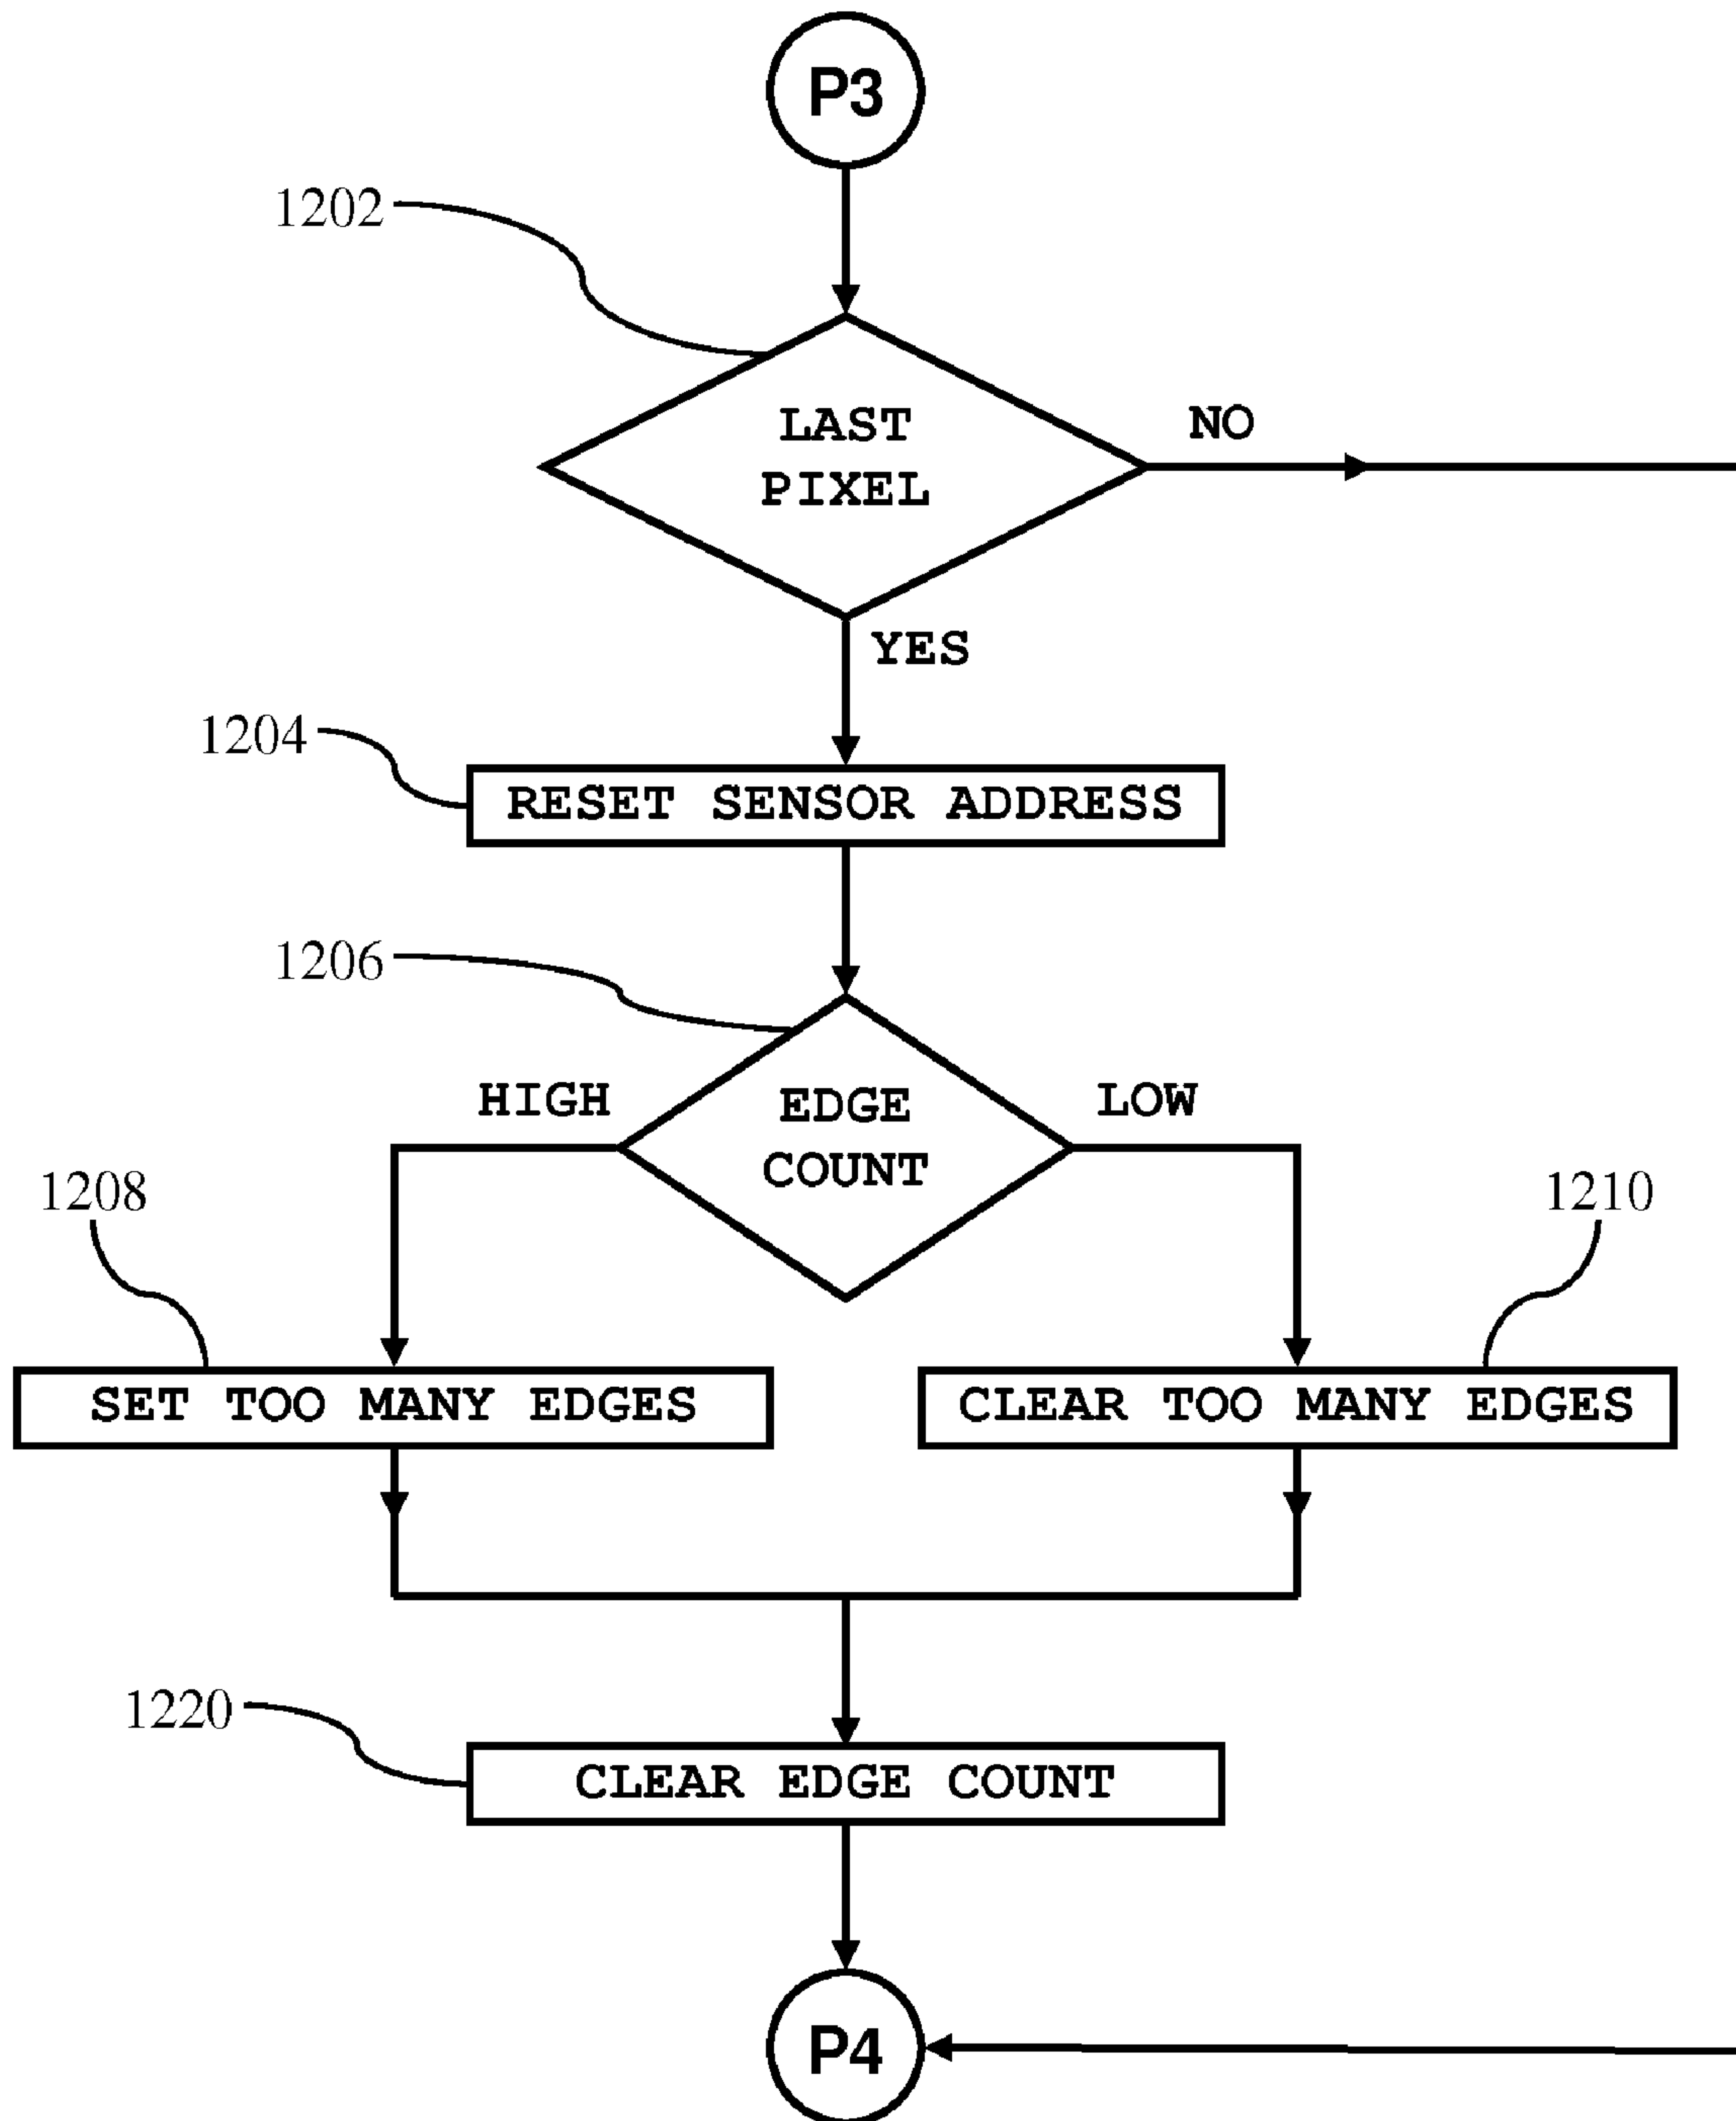 P3
1202
LAST
PIXEL
NO
YES
1204
RESET SENSOR ADDRESS
1206
HIGH
EDGE
COUNT
LOW
1208
1210
SET TOO MANY EDGES
CLEAR TOO MANY EDGES
1220
CLEAR EDGE COUNT
P4